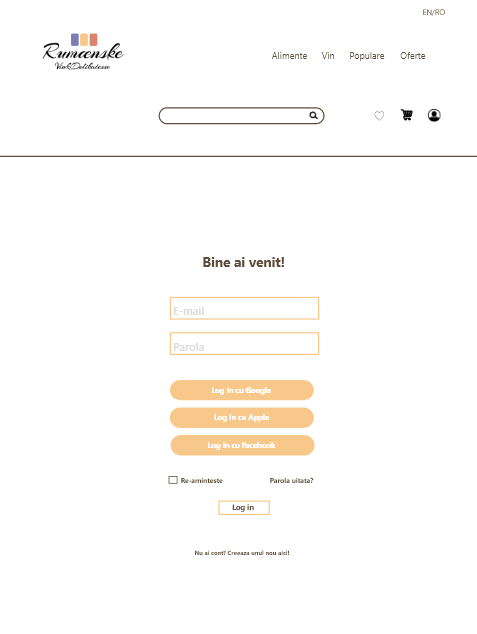 EN/RO
Rumænske
Vin&Delikatesse
Alimente Vin Populare Oferte
Bine ai venit!
E-mail
Parola
Log In cu Google
Log In cu Apple
Log In cu Facebook
Re-aminteste Parola uitata?
Log in
Nu ai cont? Creeaza unul nou aici!